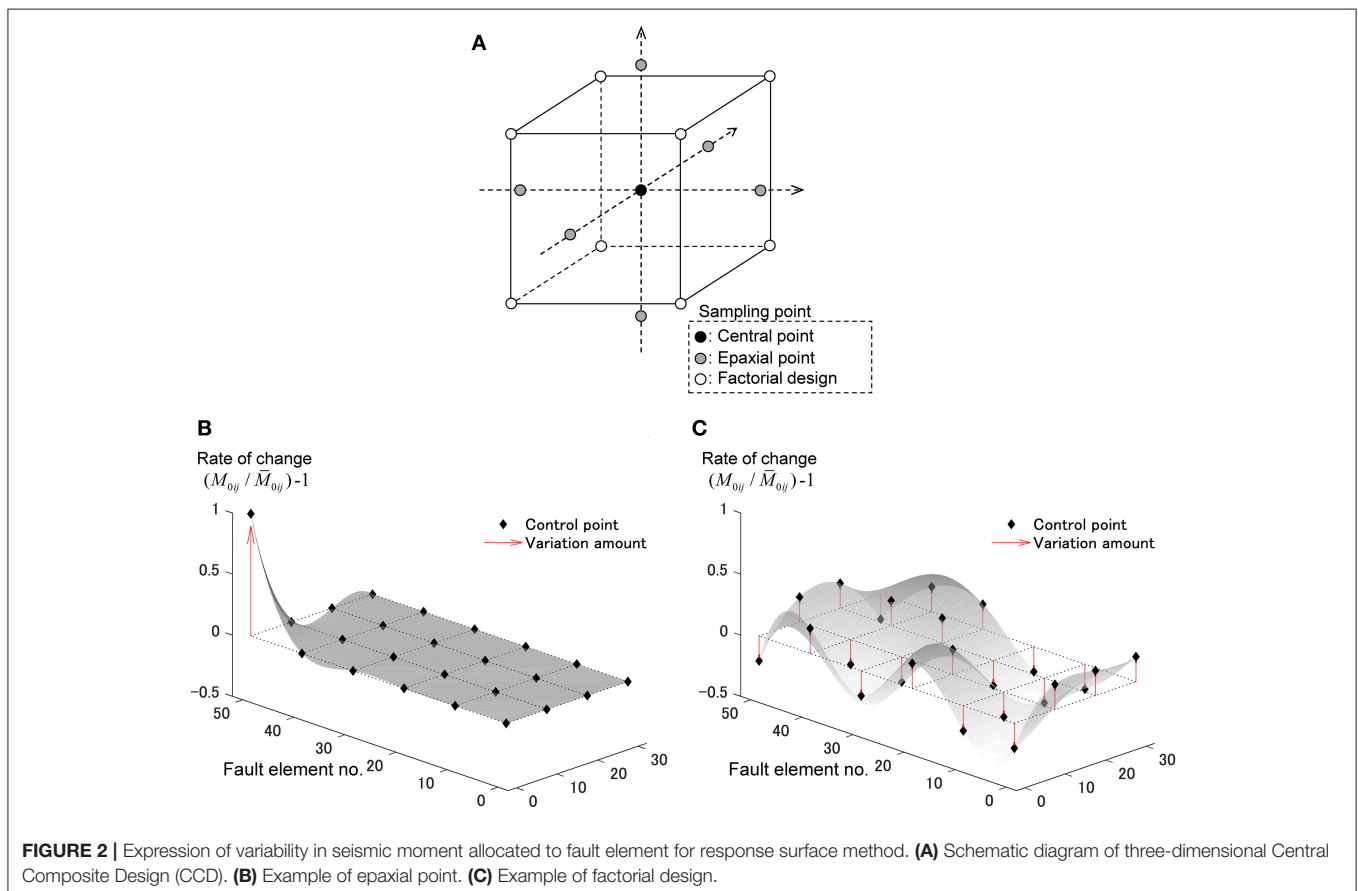 A
Sampling point
●: Central point
●: Epaxial point
○: Factorial design
B
Rate of change
(M₀ᵢⱼ / M̄₀ᵢⱼ)-1
◆ Control point
→ Variation amount
1
0.5
0
−0.5
50
40
30
20
10
0
Fault element no.
0
10
20
30
C
Rate of change
(M₀ᵢⱼ / M̄₀ᵢⱼ)-1
◆ Control point
→ Variation amount
1
0.5
0
−0.5
50
40
30
20
10
0
Fault element no.
0
10
20
30
FIGURE 2 | Expression of variability in seismic moment allocated to fault element for response surface method. (A) Schematic diagram of three-dimensional Central
Composite Design (CCD). (B) Example of epaxial point. (C) Example of factorial design.